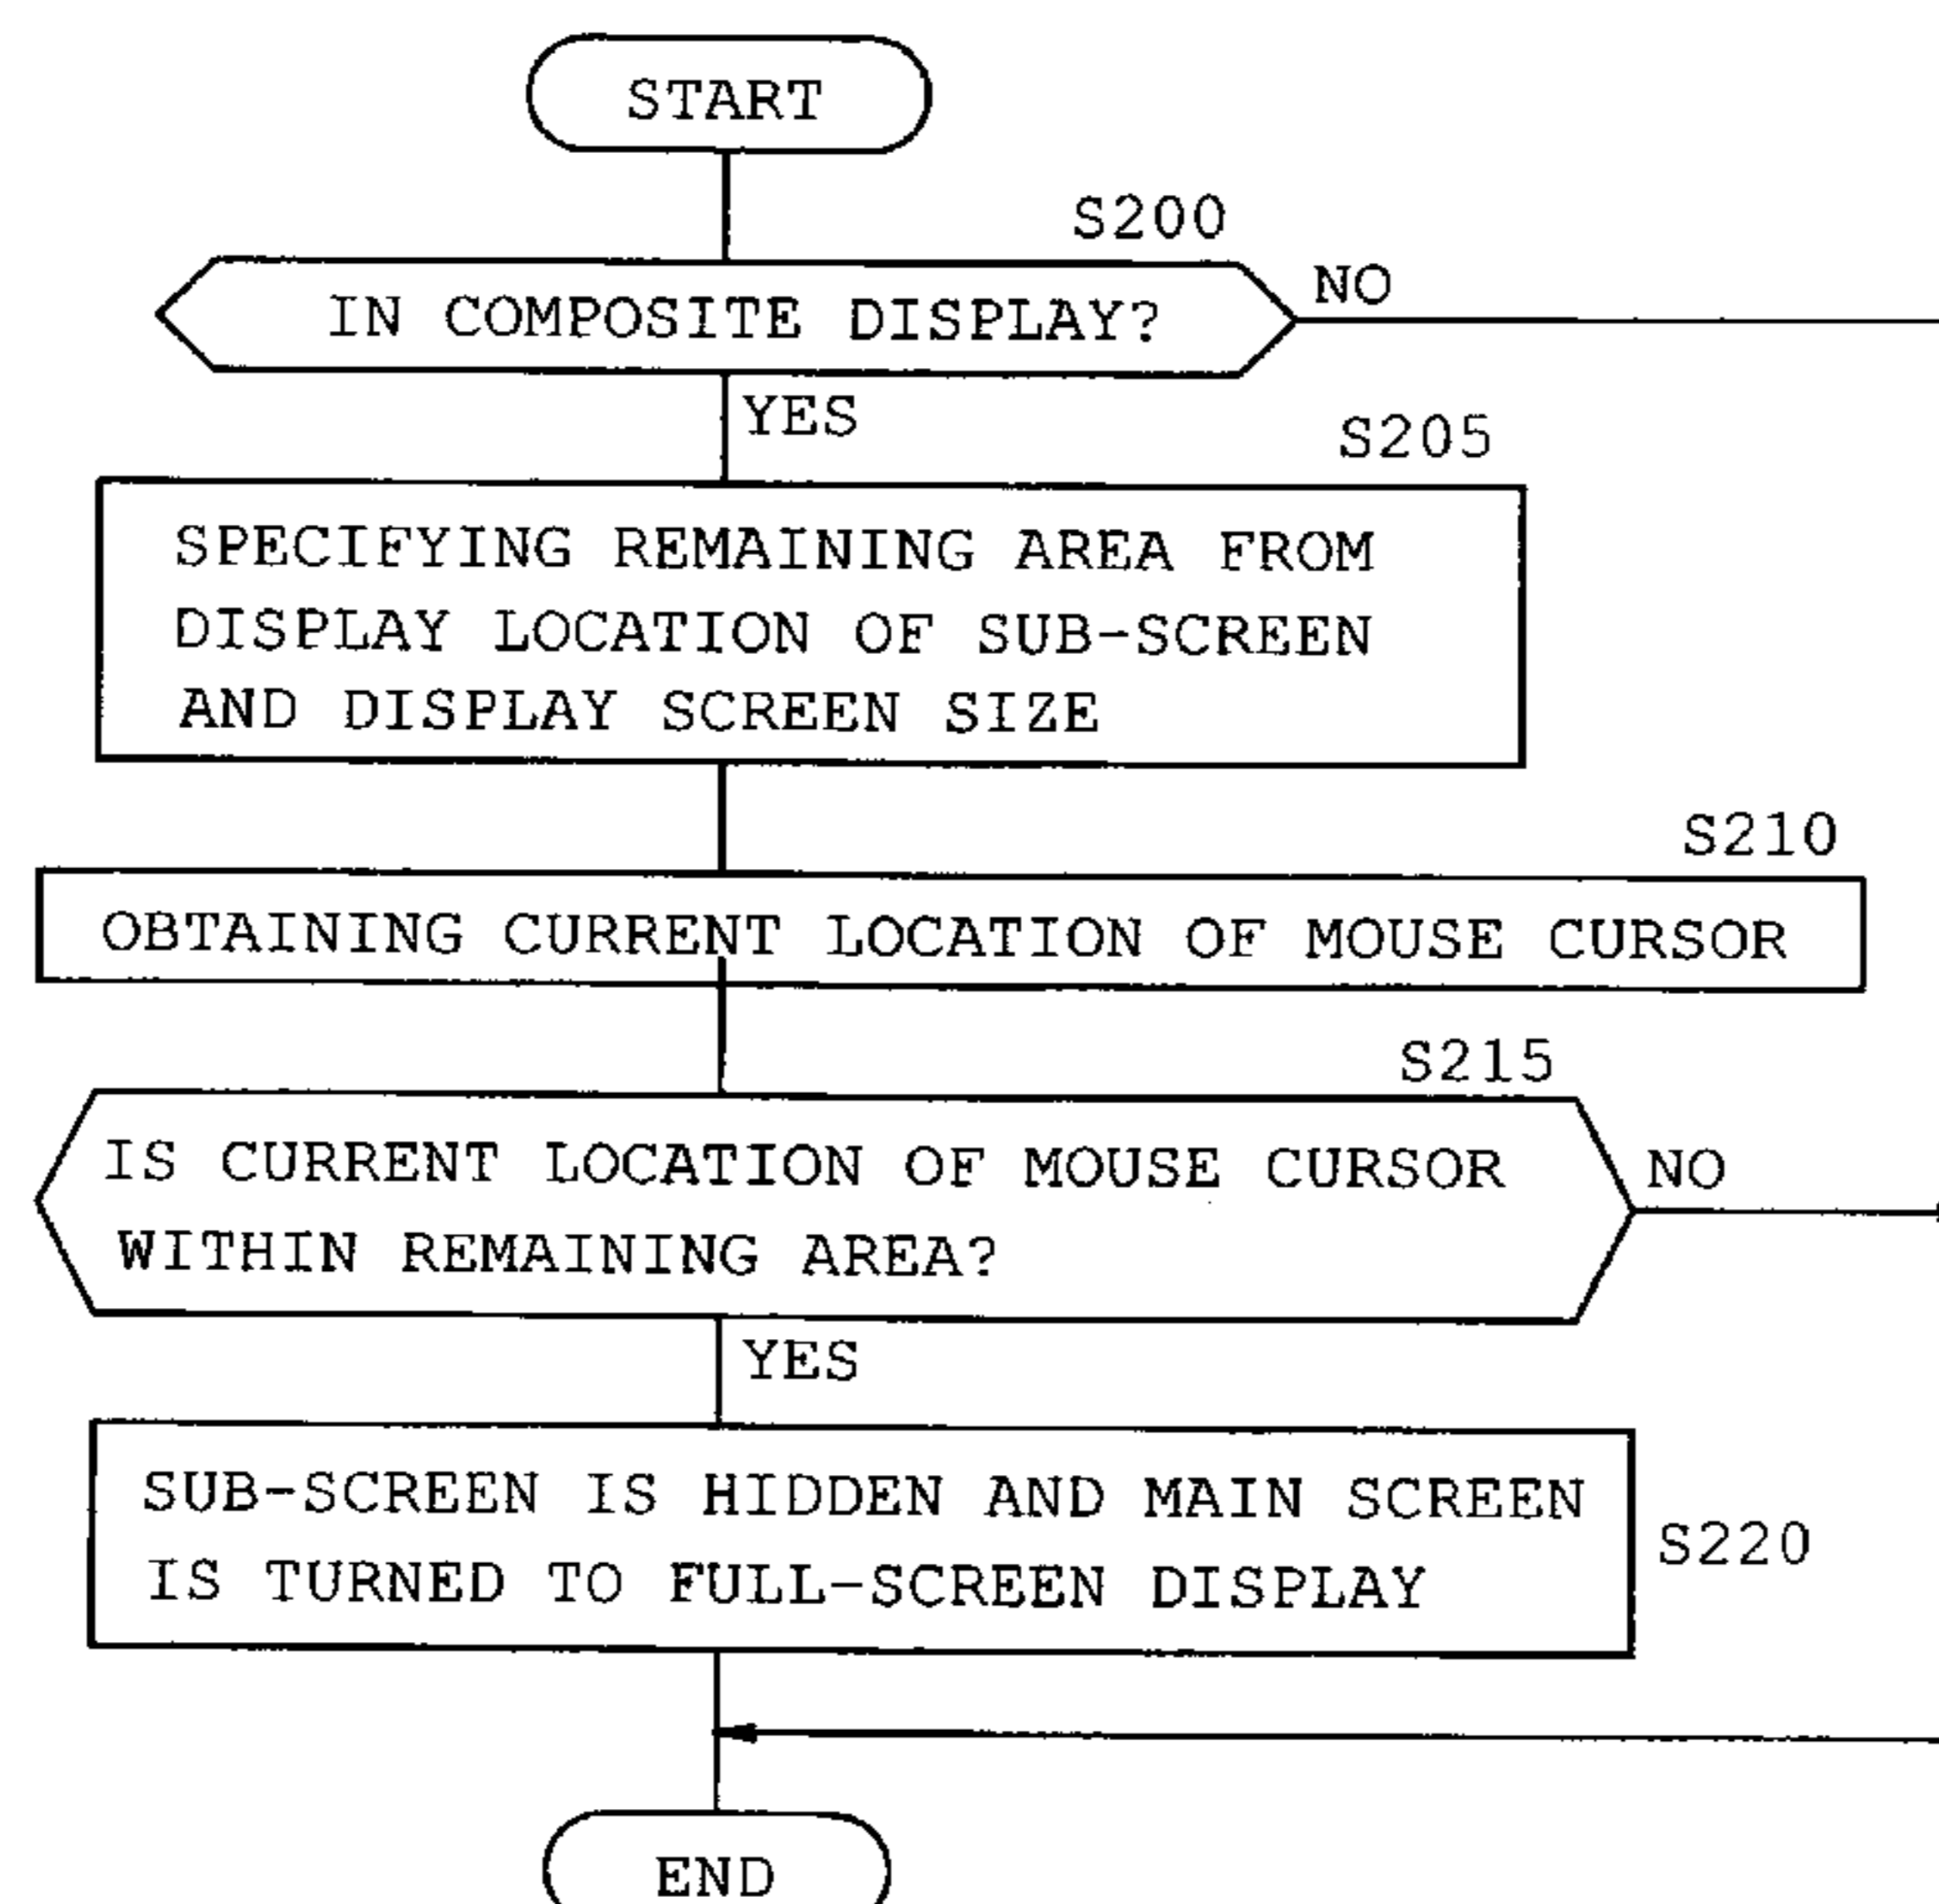 START
S200
IN COMPOSITE DISPLAY?
NO
YES
S205
SPECIFYING REMAINING AREA FROM
DISPLAY LOCATION OF SUB-SCREEN
AND DISPLAY SCREEN SIZE
S210
OBTAINING CURRENT LOCATION OF MOUSE CURSOR
S215
IS CURRENT LOCATION OF MOUSE CURSOR
WITHIN REMAINING AREA?
NO
YES
SUB-SCREEN IS HIDDEN AND MAIN SCREEN
IS TURNED TO FULL-SCREEN DISPLAY
S220
END